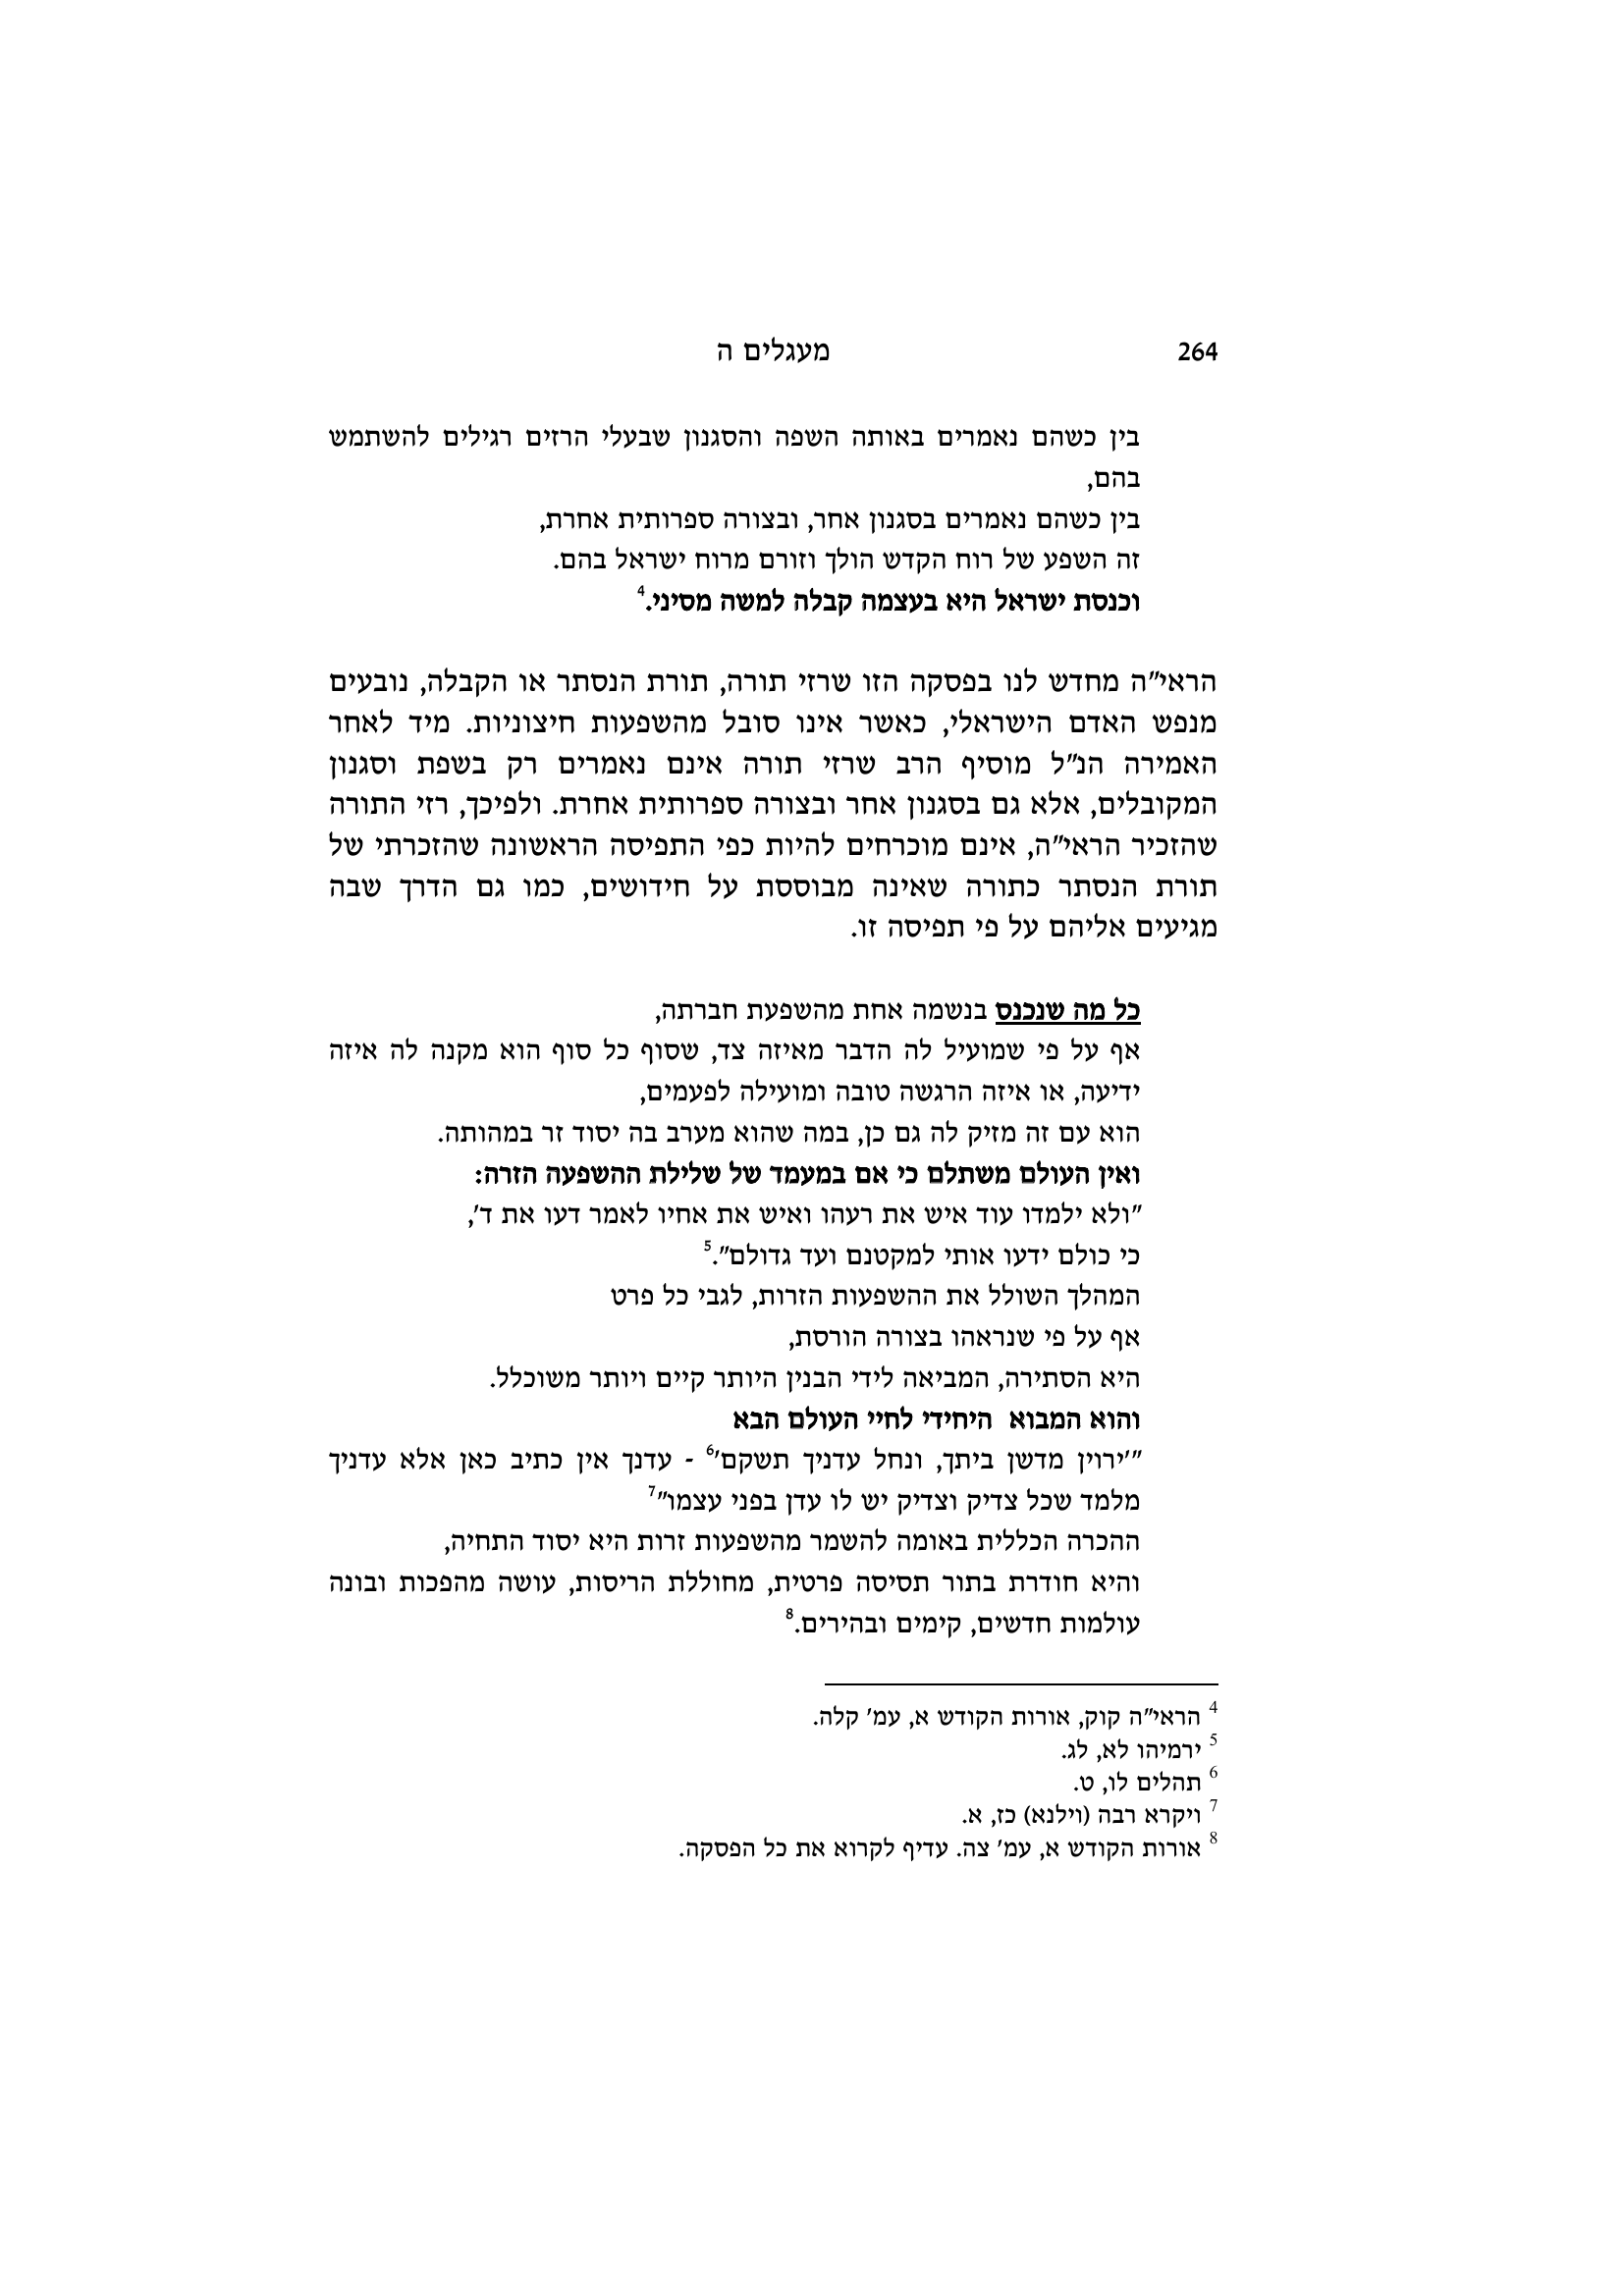 264 מעגלים ה
בין כשהם נאמרים באותה השפה והסגנון שבעלי הרזים רגילים להשתמש
בהם,
בין כשהם נאמרים בסגנון אחר, ובצורה ספרותית אחרת,
זה השפע של רוח הקדש הולך וזורם מרוח ישראל בהם.
וכנסת ישראל היא בעצמה קבלה למשה מסיני.4
הראי"ה מחדש לנו בפסקה הזו שרזי תורה, תורת הנסתר או הקבלה, נובעים
מנפש האדם הישראלי, כאשר אינו סובל מהשפעות חיצוניות. מיד לאחר
האמירה הנ"ל מוסיף הרב שרזי תורה אינם נאמרים רק בשפת וסגנון
המקובלים, אלא גם בסגנון אחר ובצורה ספרותית אחרת. ולפיכך, רזי התורה
שהזכיר הראי"ה, אינם מוכרחים להיות כפי התפיסה הראשונה שהזכרתי של
תורת הנסתר כתורה שאינה מבוססת על חידושים, כמו גם הדרך שבה
מגיעים אליהם על פי תפיסה זו.
כל מה שנכנס בנשמה אחת מהשפעת חברתה,
אף על פי שמועיל לה הדבר מאיזה צד, שסוף כל סוף הוא מקנה לה איזה
ידיעה, או איזה הרגשה טובה ומועילה לפעמים,
הוא עם זה מזיק לה גם כן, במה שהוא מערב בה יסוד זר במהותה.
ואין העולם משתלם כי אם במעמד של שלילת ההשפעה הזרה:
"ולא ילמדו עוד איש את רעהו ואיש את אחיו לאמר דעו את ד',
כי כולם ידעו אותי למקטנם ועד גדולם".5
המהלך השולל את ההשפעות הזרות, לגבי כל פרט
אף על פי שנראהו בצורה הורסת,
היא הסתירה, המביאה לידי הבנין היותר קיים ויותר משוכלל.
והוא המבוא היחידי לחיי העולם הבא
"'ירוין מדשן ביתך, ונחל עדניך תשקם'6 - עדנך אין כתיב כאן אלא עדניך
מלמד שכל צדיק וצדיק יש לו עדן בפני עצמו"7
ההכרה הכללית באומה להשמר מהשפעות זרות היא יסוד התחיה,
והיא חודרת בתור תסיסה פרטית, מחוללת הריסות, עושה מהפכות ובונה
עולמות חדשים, קימים ובהירים.8
4 הראי"ה קוק, אורות הקודש א, עמ' קלה.
5 ירמיהו לא, לג.
6 תהלים לו, ט.
7 ויקרא רבה (וילנא) כז, א.
8 אורות הקודש א, עמ' צה. עדיף לקרוא את כל הפסקה.